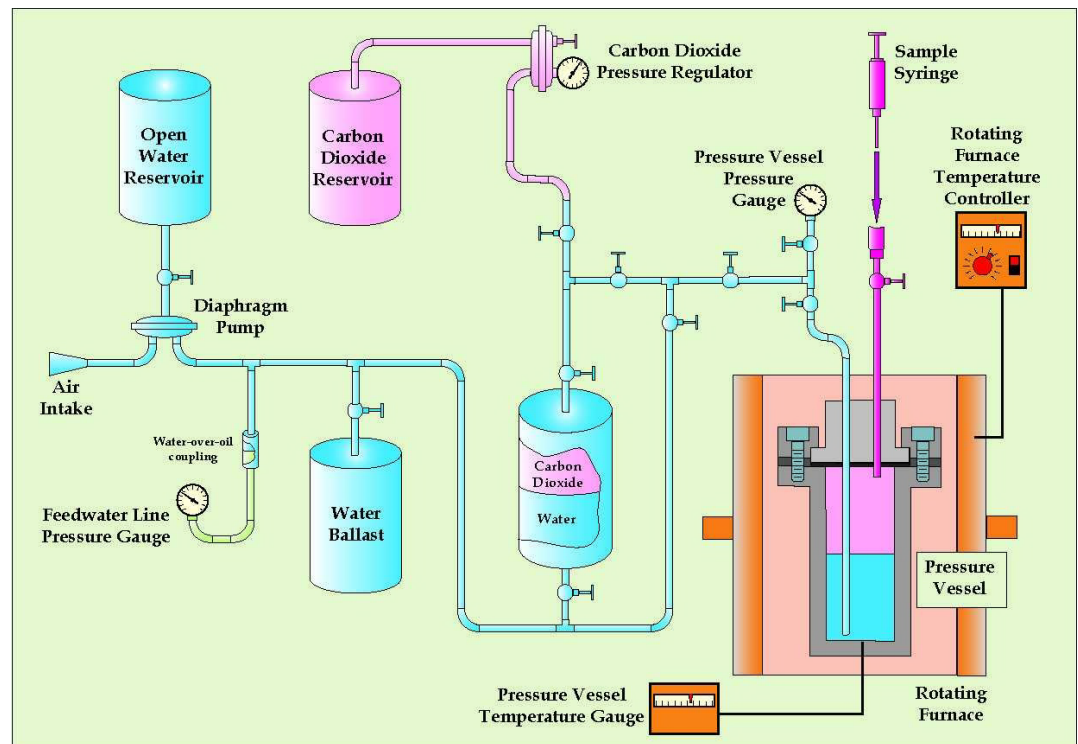 Open
Water
Reservoir
Carbon
Dioxide
Reservoir
Carbon Dioxide
Pressure Regulator
Sample
Syringe
Rotating
Furnace
Temperature
Controller
Pressure Vessel
Pressure
Gauge
Diaphragm
Pump
Air
Intake
Water-over-oil
coupling
Feedwater Line
Pressure Gauge
Water
Ballast
Carbon
Dioxide
Water
Pressure
Vessel
Pressure Vessel
Temperature Gauge
Rotating
Furnace